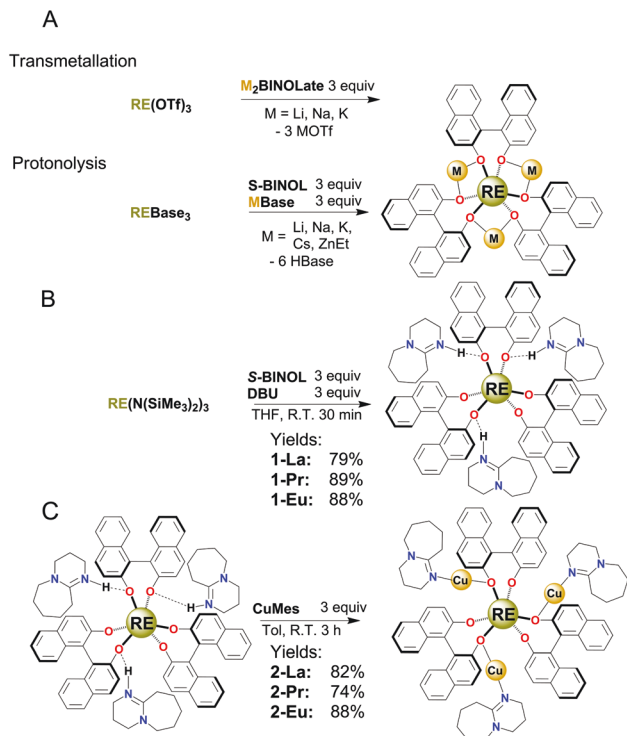 A
Transmetallation
RE(OTf)3
M2BINOLate 3 equiv
M = Li, Na, K
- 3 MOTf
Protonolysis
REBase3
S-BINOL 3 equiv
MBase 3 equiv
M = Li, Na, K,
Cs, ZnEt
- 6 HBase
O O
M M
O RE O
O O
M
B
RE(N(SiMe3)2)3
S-BINOL 3 equiv
DBU 3 equiv
THF, R.T. 30 min
Yields:
1-La: 79%
1-Pr: 89%
1-Eu: 88%
N N H H N N
O O
O RE O
O O
H
N
N
C
N N H H N N
O O
O RE O
O O
H
N
N
CuMes 3 equiv
Tol, R.T. 3 h
Yields:
2-La: 82%
2-Pr: 74%
2-Eu: 88%
N N Cu Cu N N
O O
O RE O
O O
Cu
N
N